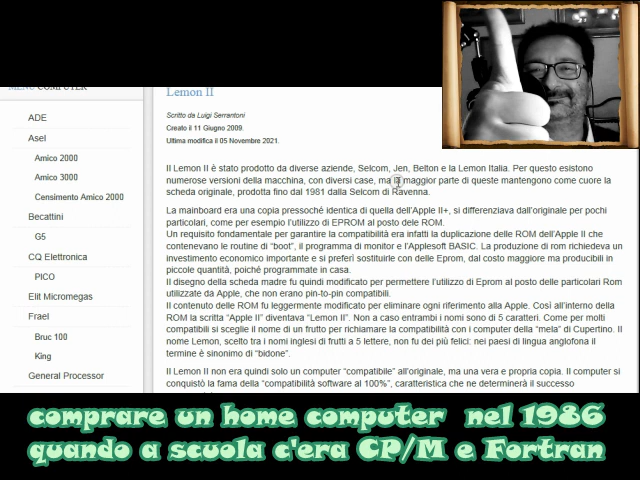 MENU COMPUTER
ADE
Asel
Amico 2000
Amico 3000
Censimento Amico 2000
Becattini
G5
CQ Elettronica
PICO
Elit Micromegas
Frael
Bruc 100
King
General Processor
Lemon II
Scritto da Luigi Serrantoni
Creato il 11 Giugno 2009.
Ultima modifica il 05 Novembre 2021.
Il Lemon II è stato prodotto da diverse aziende, Selcom, Jen, Belton e la Lemon Italia. Per questo esistono
numerose versioni della macchina, con diversi case, ma la maggior parte di queste mantengono come cuore la
scheda originale, prodotta fino dal 1981 dalla Selcom di Ravenna.
La mainboard era una copia pressoché identica di quella dell'Apple II+, si differenziava dall'originale per pochi
particolari, come per esempio l'utilizzo di EPROM al posto dele ROM.
Un requisito fondamentale per garantire la compatibilità era infatti la duplicazione delle ROM dell'Apple II che
contenevano le routine di "boot", il programma di monitor e l'Applesoft BASIC. La produzione di rom richiedeva un
investimento economico importante e si preferì sostituirle con delle Eprom, dal costo maggiore ma producibili in
piccole quantità, poiché programmate in casa.
Il disegno della scheda madre fu quindi modificato per permettere l'utilizzo di Eprom al posto delle particolari Rom
utilizzate da Apple, che non erano pin-to-pin compatibili.
Il contenuto delle ROM fu leggermente modificato per eliminare ogni riferimento alla Apple. Così all'interno della
ROM la scritta "Apple II" diventava "Lemon II". Non a caso entrambi i nomi sono di 5 caratteri. Come per molti
compatibili si sceglie il nome di un frutto per richiamare la compatibilità con i computer della "mela" di Cupertino. Il
nome Lemon, scelto tra i nomi inglesi di frutti a 5 lettere, non fu dei più felici: nei paesi di lingua anglofona il
termine è sinonimo di "bidone".
Il Lemon II non era quindi solo un computer "compatibile" all'originale, ma una vera e propria copia. Il computer si
conquistò la fama della "compatibilità software al 100%", caratteristica che ne determinerà il successo
comprare un home computer nel 1986
quando a scuola c'era CP/M e Fortran